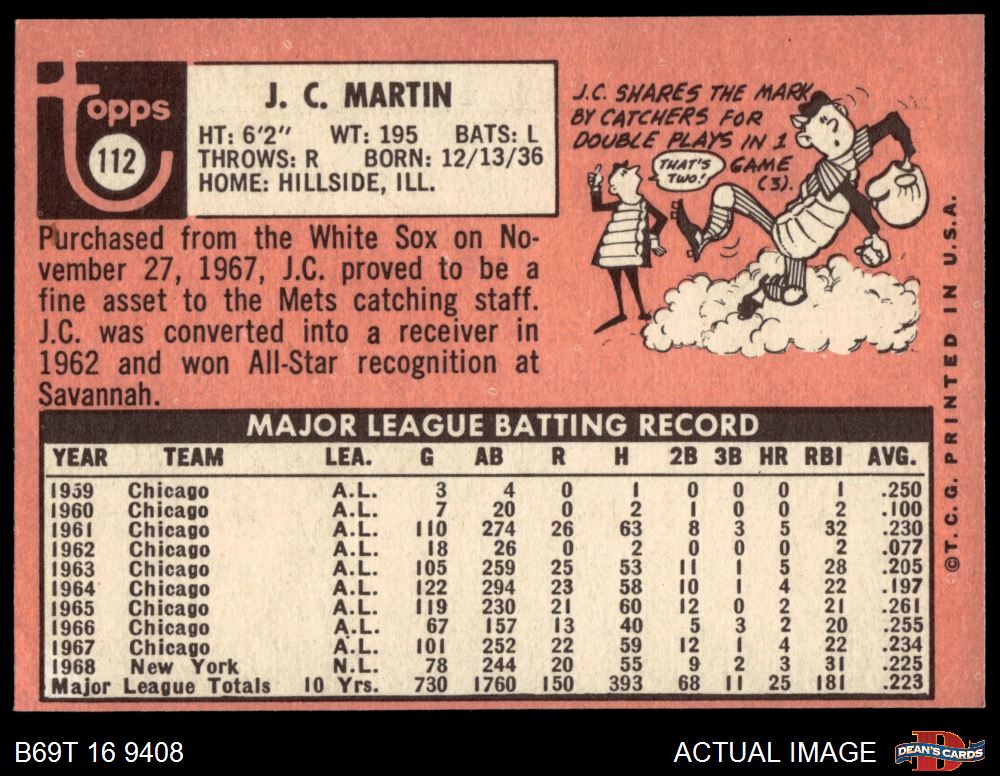 topps
112
J. C. MARTIN
HT: 6'2" WT: 195 BATS: L
THROWS: R BORN: 12/13/36
HOME: HILLSIDE, ILL.
J.C. SHARES THE MARK
BY CATCHERS FOR
DOUBLE PLAYS IN 1
GAME
(3).
THAT'S
TWO!
Purchased from the White Sox on No-
vember 27, 1967, J.C. proved to be a
fine asset to the Mets catching staff.
J.C. was converted into a receiver in
1962 and won All-Star recognition at
Savannah.
MAJOR LEAGUE BATTING RECORD
YEAR TEAM LEA. G AB R H 2B 3B HR RBI AVG.
1959 Chicago A.L. 3 4 0 1 0 0 0 1 .250
1960 Chicago A.L. 7 20 0 2 1 0 0 2 .100
1961 Chicago A.L. 110 274 26 63 8 3 5 32 .230
1962 Chicago A.L. 18 26 0 2 0 0 0 2 .077
1963 Chicago A.L. 105 259 25 53 11 1 5 28 .205
1964 Chicago A.L. 122 294 23 58 10 1 4 22 .197
1965 Chicago A.L. 119 230 21 60 12 0 2 21 .261
1966 Chicago A.L. 67 157 13 40 5 3 2 20 .255
1967 Chicago A.L. 101 252 22 59 12 1 4 22 .234
1968 New York N.L. 78 244 20 55 9 2 3 31 .225
Major League Totals 10 Yrs. 730 1760 150 393 68 11 25 181 .223
©T.C.G. PRINTED IN U.S.A.
B69T 16 9408
ACTUAL IMAGE
DEAN'S CARDS